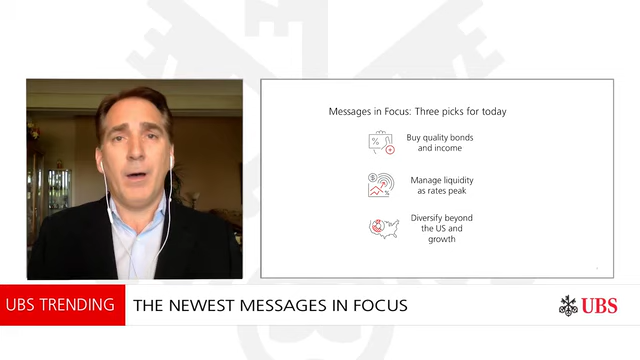 Messages in Focus: Three picks for today
Buy quality bonds
and income
Manage liquidity
as rates peak
Diversify beyond
the US and
growth
UBS TRENDING
THE NEWEST MESSAGES IN FOCUS
UBS